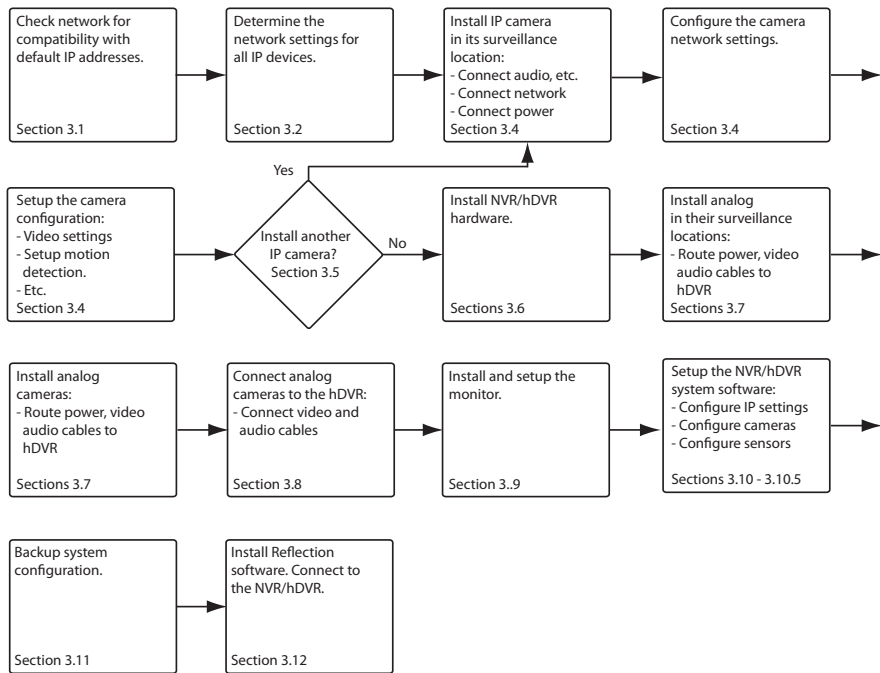 Check network for
compatibility with
default IP addresses.
Section 3.1
Determine the
network settings for
all IP devices.
Section 3.2
Install IP camera
in its surveillance
location:
- Connect audio, etc.
- Connect network
- Connect power
Section 3.4
Configure the camera
network settings.
Section 3.4
Setup the camera
configuration:
- Video settings
- Setup motion
detection.
- Etc.
Section 3.4
Yes
Install another
IP camera?
Section 3.5
No
Install NVR/hDVR
hardware.
Sections 3.6
Install analog
in their surveillance
locations:
- Route power, video
audio cables to
hDVR
Sections 3.7
Install analog
cameras:
- Route power, video
audio cables to
hDVR
Sections 3.7
Connect analog
cameras to the hDVR:
- Connect video and
audio cables
Sections 3.8
Install and setup the
monitor.
Sections 3..9
Setup the NVR/hDVR
system software:
- Configure IP settings
- Configure cameras
- Configure sensors
Sections 3.10 - 3.10.5
Backup system
configuration.
Section 3.11
Install Reflection
software. Connect to
the NVR/hDVR.
Section 3.12